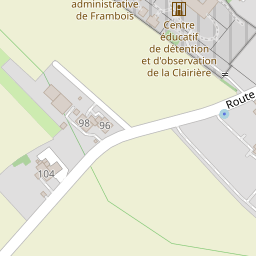 administrative
de Frambois
Centre
éducatif
de détention
et d'observation
de la Clairière
Route
98
96
104